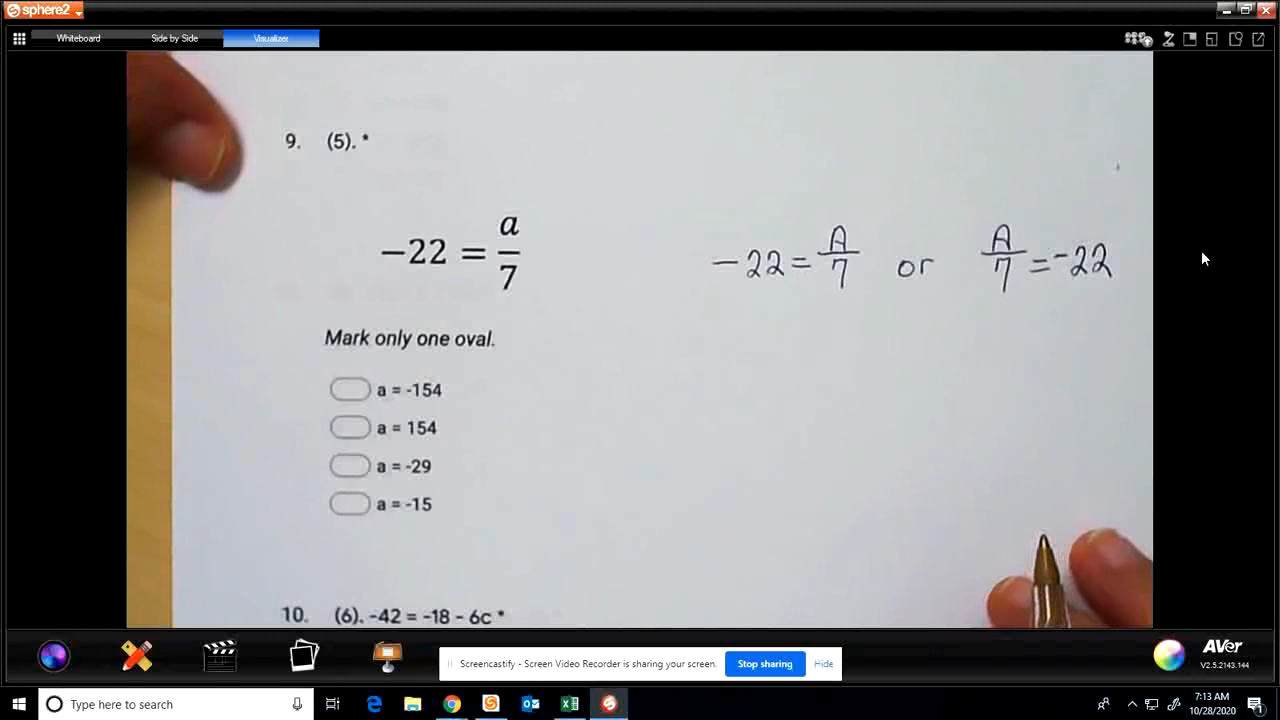 sphere2
Whiteboard Side by Side Visualizer
9. (5). *
−22 = a/7
−22 = A/7 or A/7 = -22
Mark only one oval.
a = -154
a = 154
a = -29
a = -15
10. (6). -42 = -18 - 6c *
Screencastify - Screen Video Recorder is sharing your screen. Stop sharing Hide
AVer
V2.5.2143.144
Type here to search
7:13 AM
10/28/2020
1